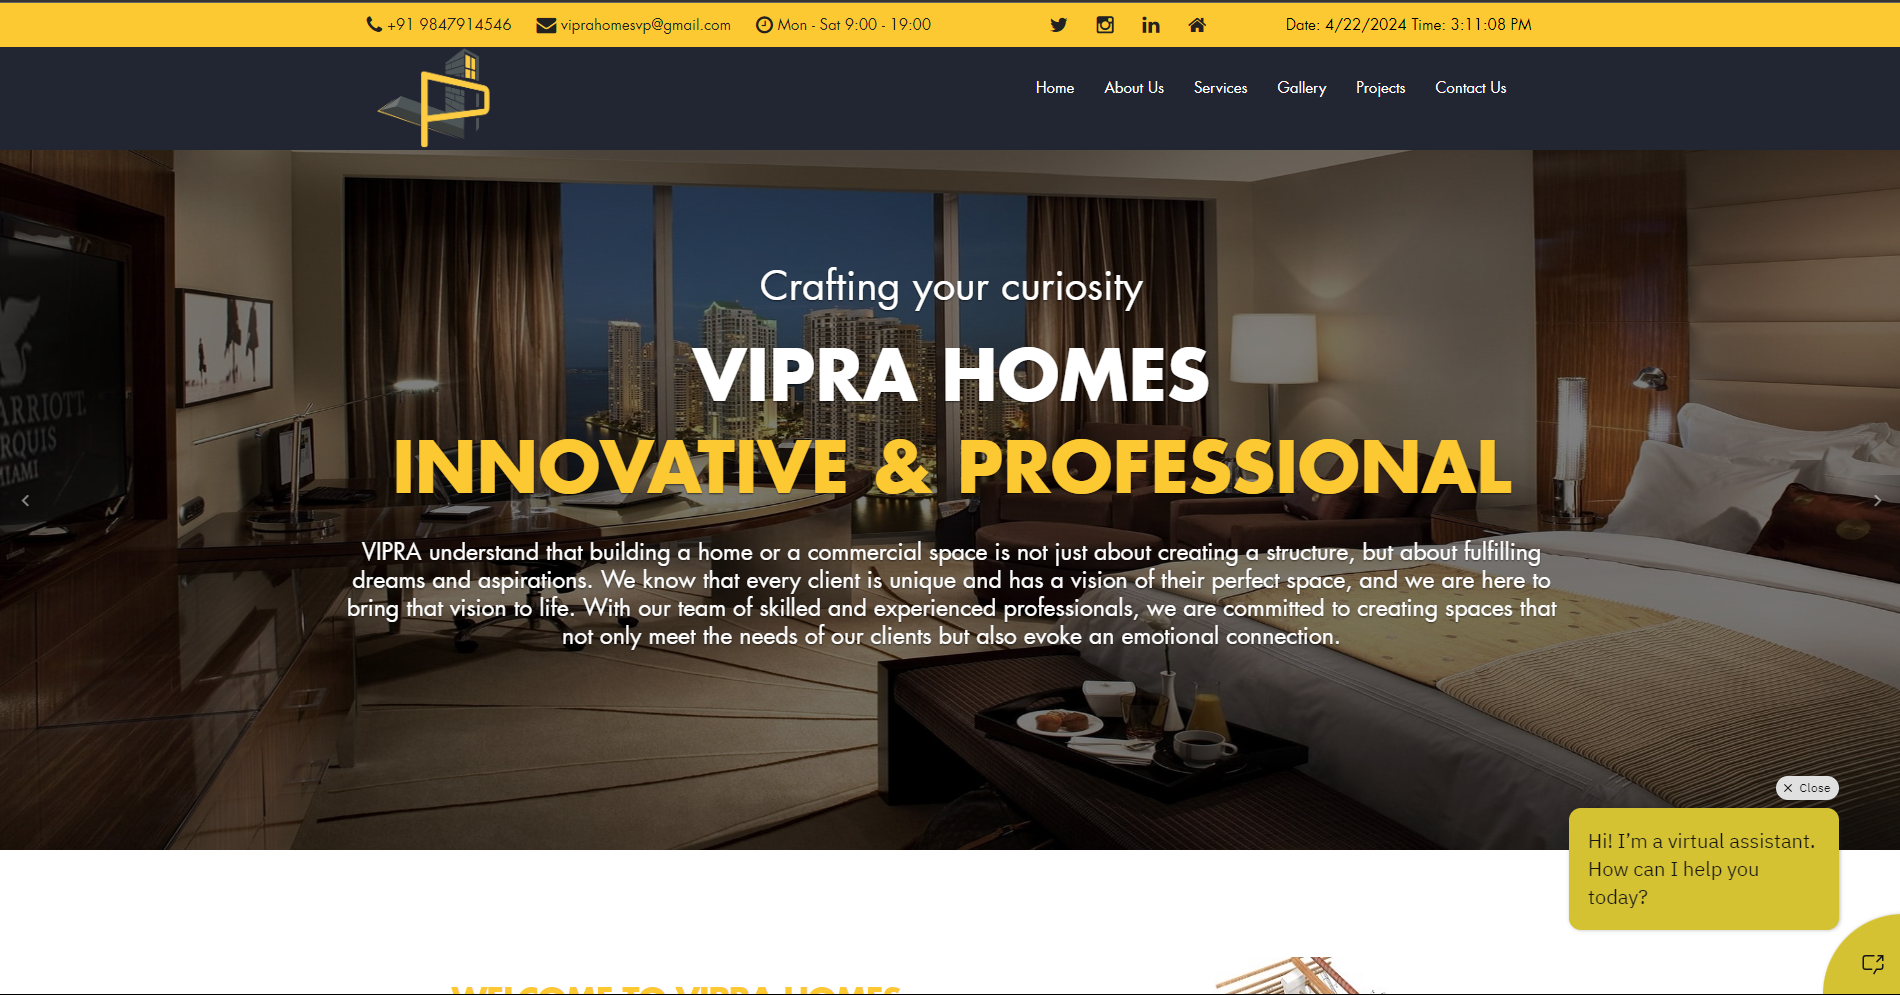 +91 9847914546 viprahomesvp@gmail.com Mon - Sat 9:00 - 19:00 Date: 4/22/2024 Time: 3:11:08 PM
Home About Us Services Gallery Projects Contact Us
Crafting your curiosity
VIPRA HOMES
INNOVATIVE & PROFESSIONAL
ARRIOTT
RQUIS
MIAMI
VIPRA understand that building a home or a commercial space is not just about creating a structure, but about fulfilling
dreams and aspirations. We know that every client is unique and has a vision of their perfect space, and we are here to
bring that vision to life. With our team of skilled and experienced professionals, we are committed to creating spaces that
not only meet the needs of our clients but also evoke an emotional connection.
Close
Hi! I'm a virtual assistant.
How can I help you
today?
WELCOME TO VIPRA HOMES